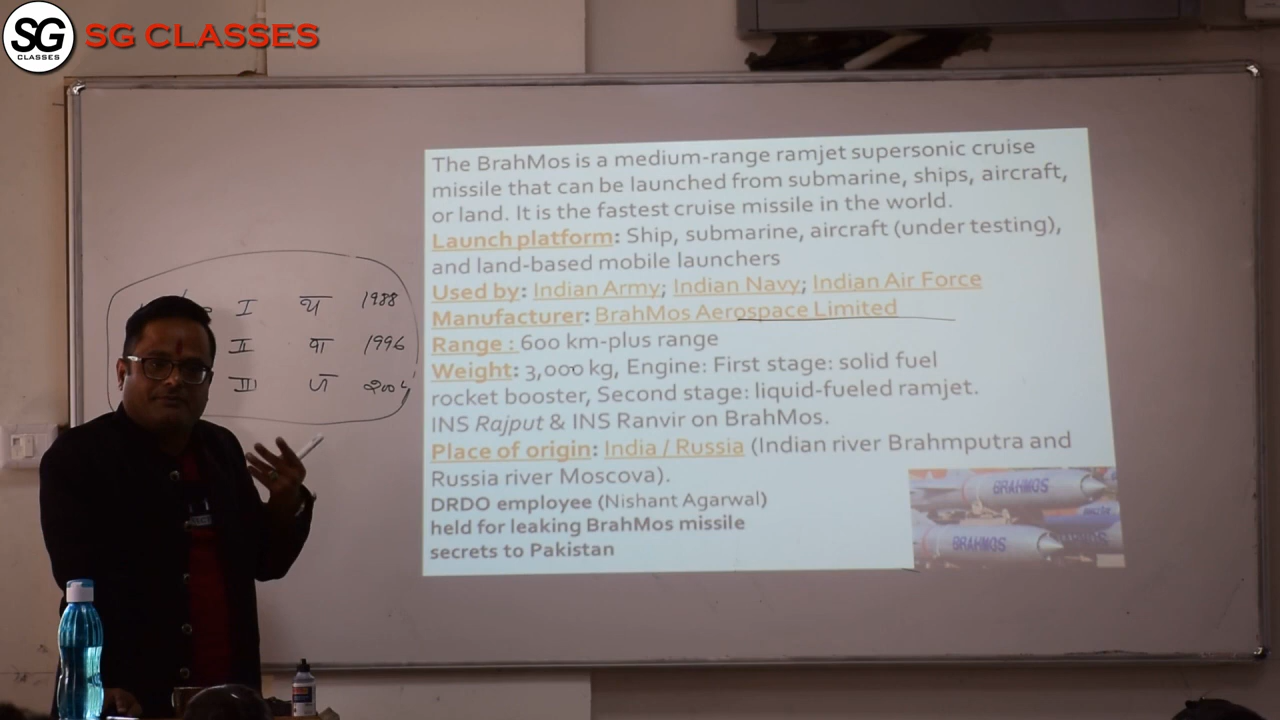 SG CLASSES
SG
CLASSES
I य 1988
II पा 1996
III ज 2004
The BrahMos is a medium-range ramjet supersonic cruise
missile that can be launched from submarine, ships, aircraft,
or land. It is the fastest cruise missile in the world.
Launch platform: Ship, submarine, aircraft (under testing),
and land-based mobile launchers
Used by: Indian Army; Indian Navy; Indian Air Force
Manufacturer: BrahMos Aerospace Limited
Range : 600 km-plus range
Weight: 3,000 kg, Engine: First stage: solid fuel
rocket booster, Second stage: liquid-fueled ramjet.
INS Rajput & INS Ranvir on BrahMos.
Place of origin: India / Russia (Indian river Brahmputra and
Russia river Moscova).
DRDO employee (Nishant Agarwal)
held for leaking BrahMos missile
secrets to Pakistan
BRAHMOS
BRAHMOS